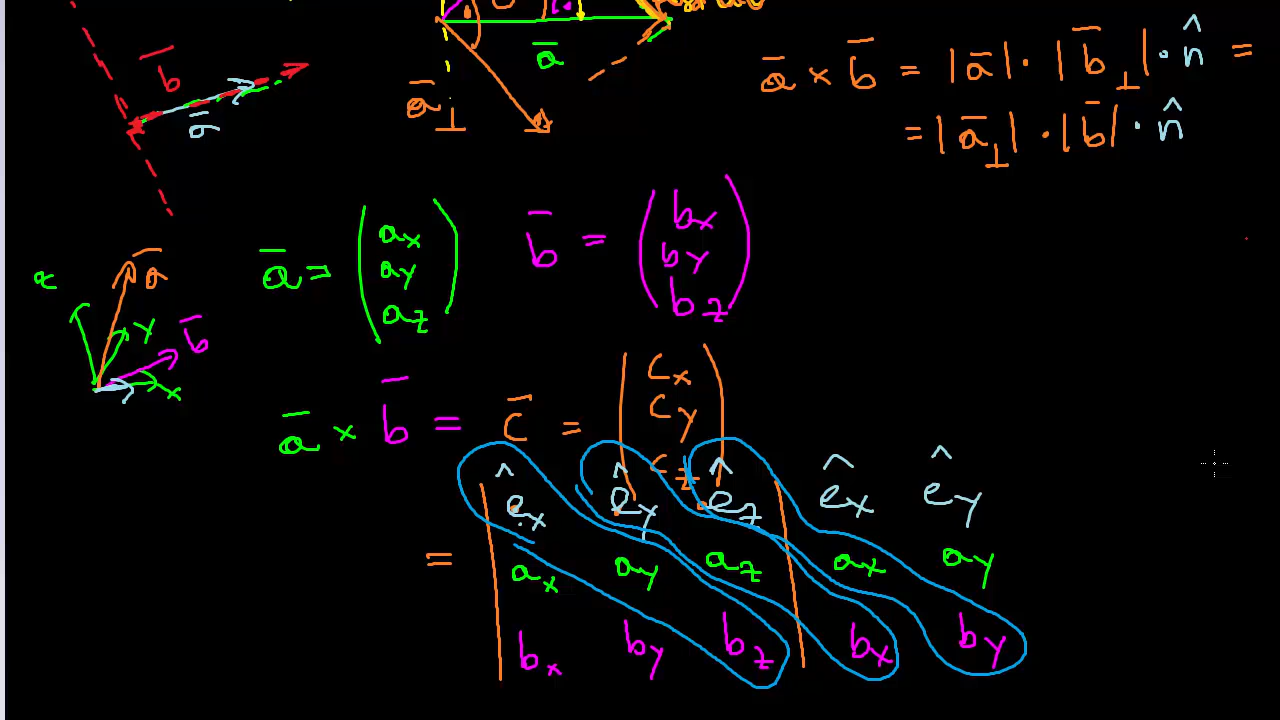 a̅
b̅
a̅
a̅⊥
a̅ × b̅ = |a̅| · |b̅⊥| · n̂ =
= |a̅⊥| · |b̅| · n̂
a̅
b̅
Y
x
a̅ = (ax
ay
az)
b̅ = (bx
by
bz)
a̅ × b̅ = c̅ = (cx
cy
cz)
= | êx êy êz | êx êy
ax ay az ax ay
bx by bz bx by